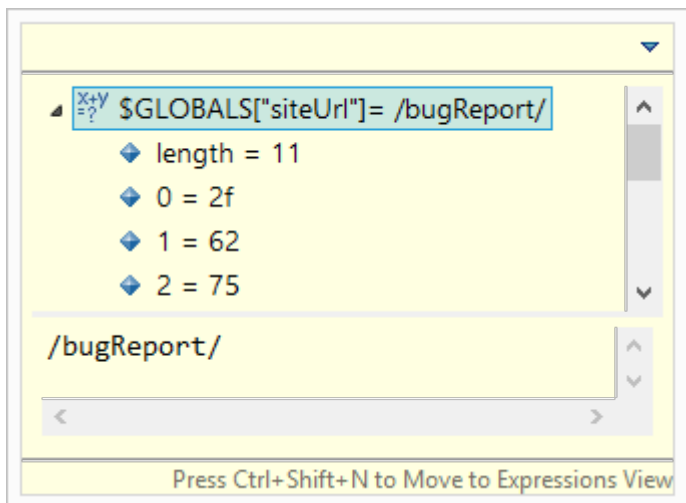 x+y
=?
$GLOBALS["siteUrl"]= /bugReport/
length = 11
0 = 2f
1 = 62
2 = 75
/bugReport/
Press Ctrl+Shift+N to Move to Expressions View